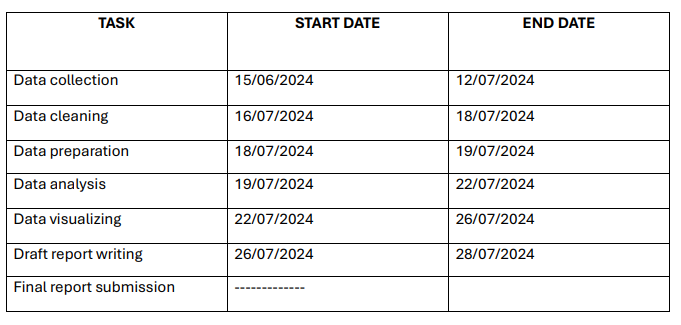 TASK START DATE END DATE
Data collection 15/06/2024 12/07/2024
Data cleaning 16/07/2024 18/07/2024
Data preparation 18/07/2024 19/07/2024
Data analysis 19/07/2024 22/07/2024
Data visualizing 22/07/2024 26/07/2024
Draft report writing 26/07/2024 28/07/2024
Final report submission -------------